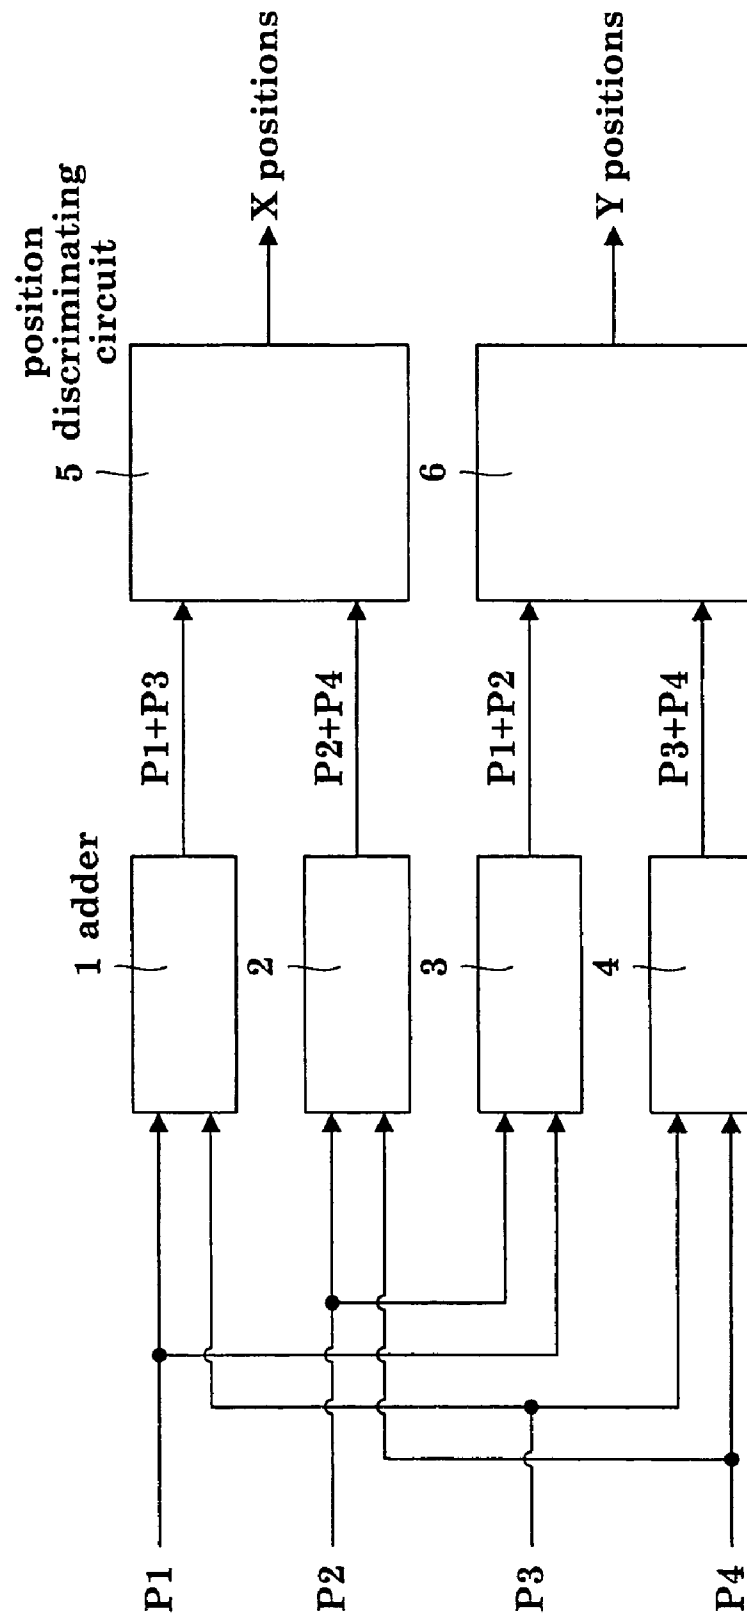 P1
P2
P3
P4
1 adder
2
3
4
P1+P3
P2+P4
P1+P2
P3+P4
position
discriminating
circuit
5
6
X positions
Y positions